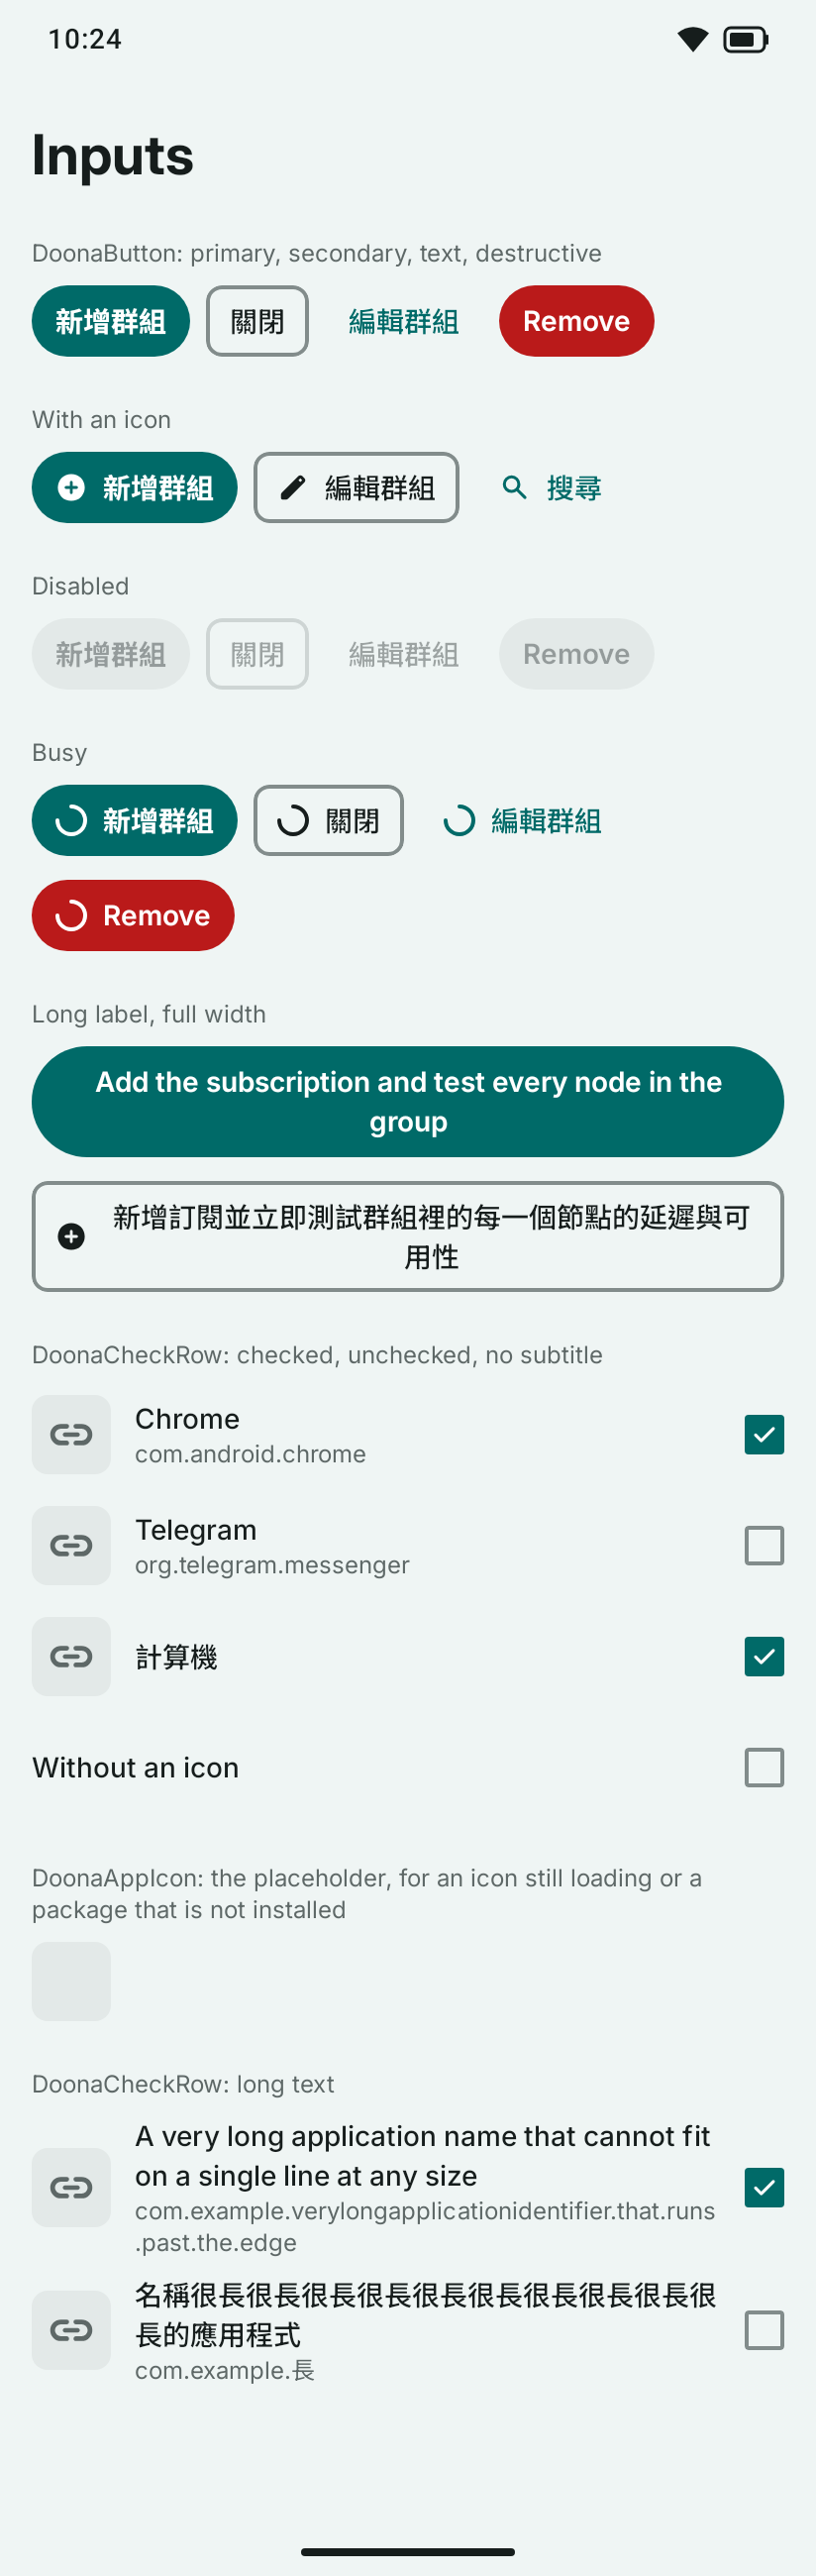 10:24
Inputs
DoonaButton: primary, secondary, text, destructive
新增群組 關閉 編輯群組 Remove
With an icon
新增群組 編輯群組 搜尋
Disabled
新增群組 關閉 編輯群組 Remove
Busy
新增群組 關閉 編輯群組
Remove
Long label, full width
Add the subscription and test every node in the
group
新增訂閱並立即測試群組裡的每一個節點的延遲與可
用性
DoonaCheckRow: checked, unchecked, no subtitle
Chrome
com.android.chrome
Telegram
org.telegram.messenger
計算機
Without an icon
DoonaAppIcon: the placeholder, for an icon still loading or a
package that is not installed
DoonaCheckRow: long text
A very long application name that cannot fit
on a single line at any size
com.example.verylongapplicationidentifier.that.runs
.past.the.edge
名稱很長很長很長很長很長很長很長很長很長很長很
長的應用程式
com.example.長